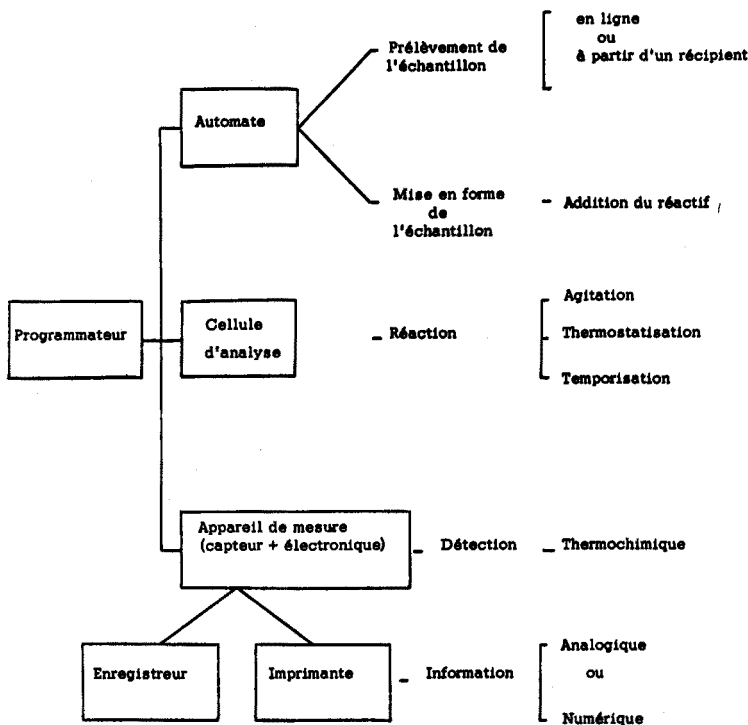 en ligne
ou
à partir d'un récipient
Prélèvement de
l'échantillon
Automate
Mise en forme
de
l'échantillon
Addition du réactif
Programmateur
Cellule
d'analyse
Réaction
Agitation
Thermostatisation
Temporisation
Appareil de mesure
(capteur + électronique)
Détection
Thermochimique
Enregistreur
Imprimante
Information
Analogique
ou
Numérique